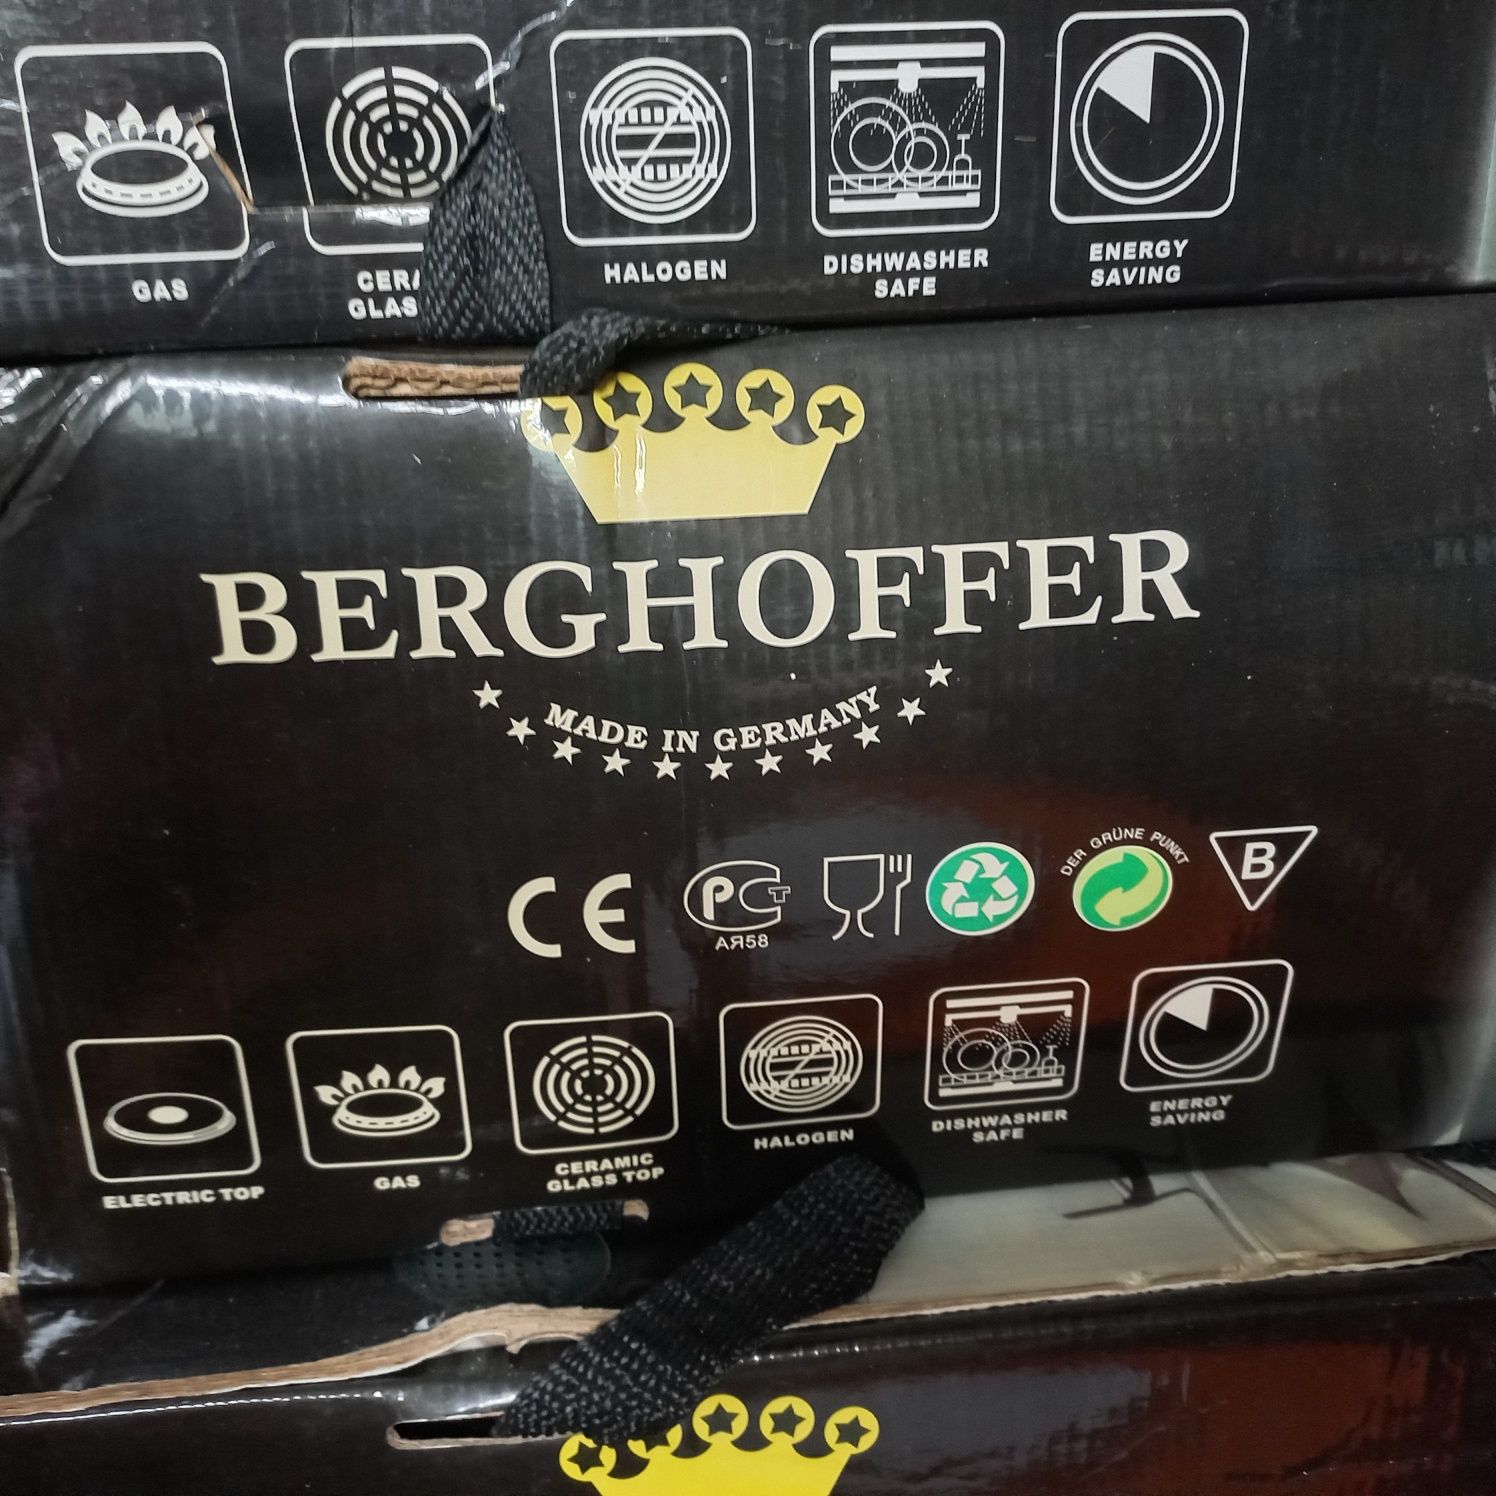 GAS
HALOGEN
DISHWASHER
SAFE
ENERGY
SAVING
BERGHOFFER
MADE IN GERMANY
CE
РСТ
АЯ58
DER GRÜNE PUNKT
B
ELECTRIC TOP
GAS
CERAMIC
GLASS TOP
HALOGEN
DISHWASHER
SAFE
ENERGY
SAVING